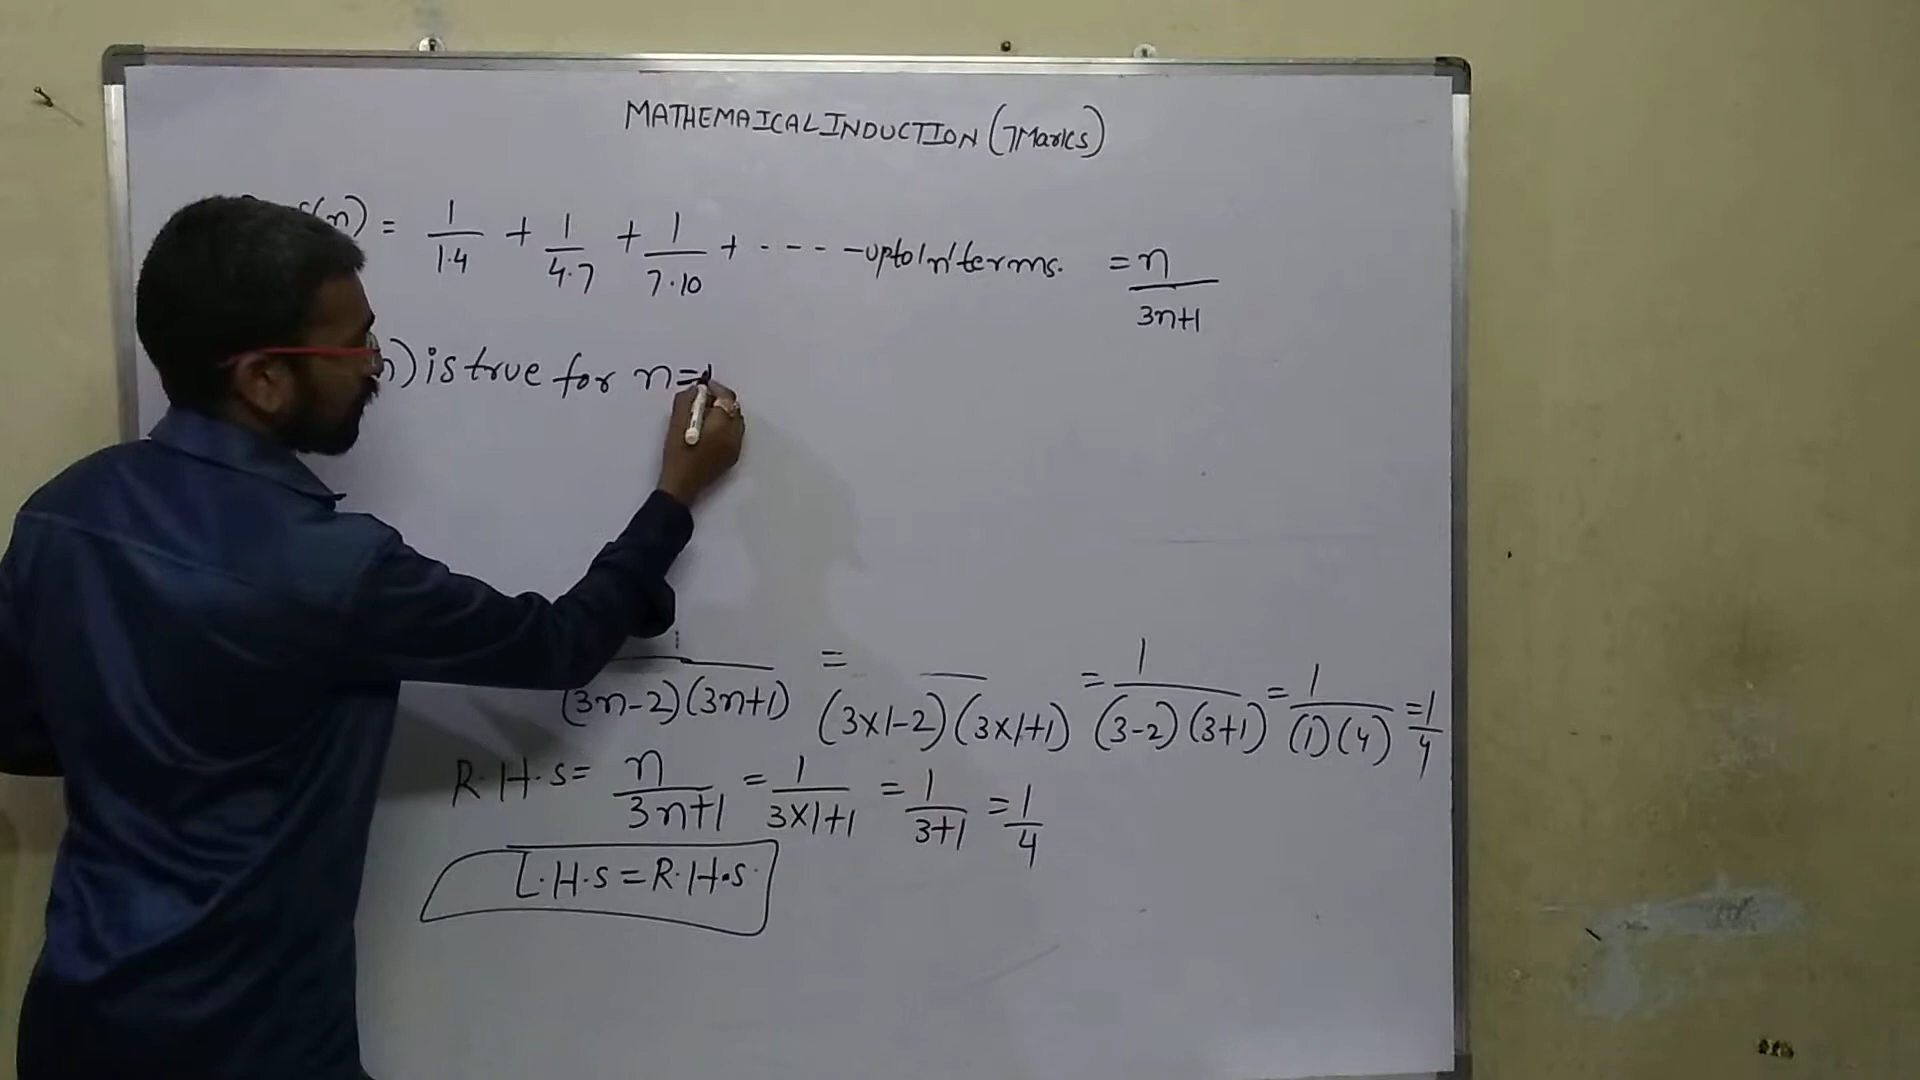 MATHEMAICAL INDUCTION (7Marks)
(n) = 1/1·4 + 1/4·7 + 1/7·10 + - - - - - upto 'n' terms. = n/3n+1
n) is true for n=
1/(3n-2)(3n+1) = /(3×1-2)(3×1+1) = 1/(3-2)(3+1) = 1/(1)(4) = 1/4
R.H.S = n/3n+1 = 1/3×1+1 = 1/3+1 = 1/4
L.H.S = R.H.S.